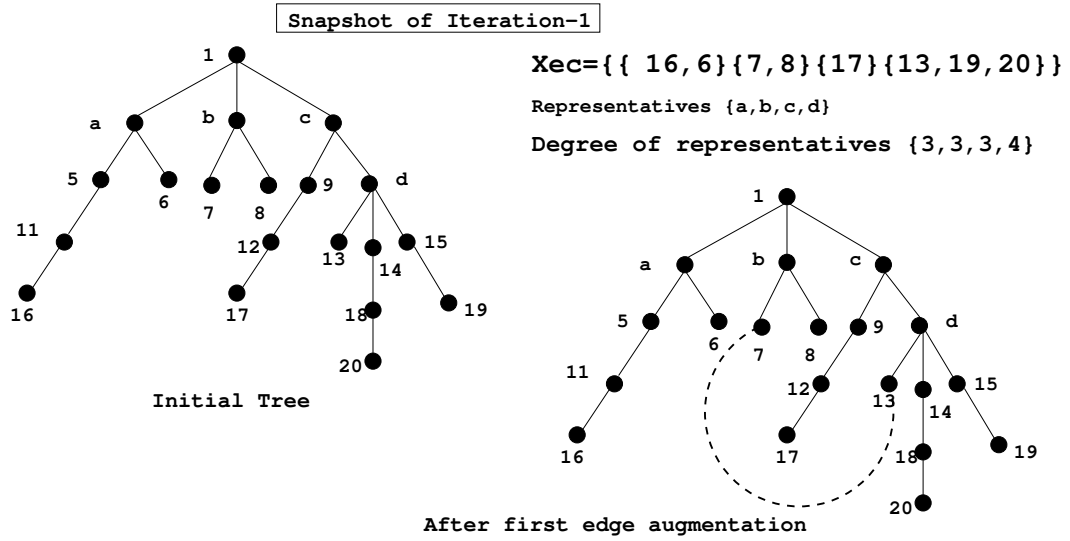 Snapshot of Iteration-1
Xec={{ 16,6}{7,8}{17}{13,19,20}}
Representatives {a,b,c,d}
Degree of representatives {3,3,3,4}
1
a
b
c
5
6
7
8
9
d
11
12
13
14
15
16
17
18
19
20
Initial Tree
1
a
b
c
5
6
7
8
9
d
11
12
13
14
15
16
17
18
19
20
After first edge augmentation